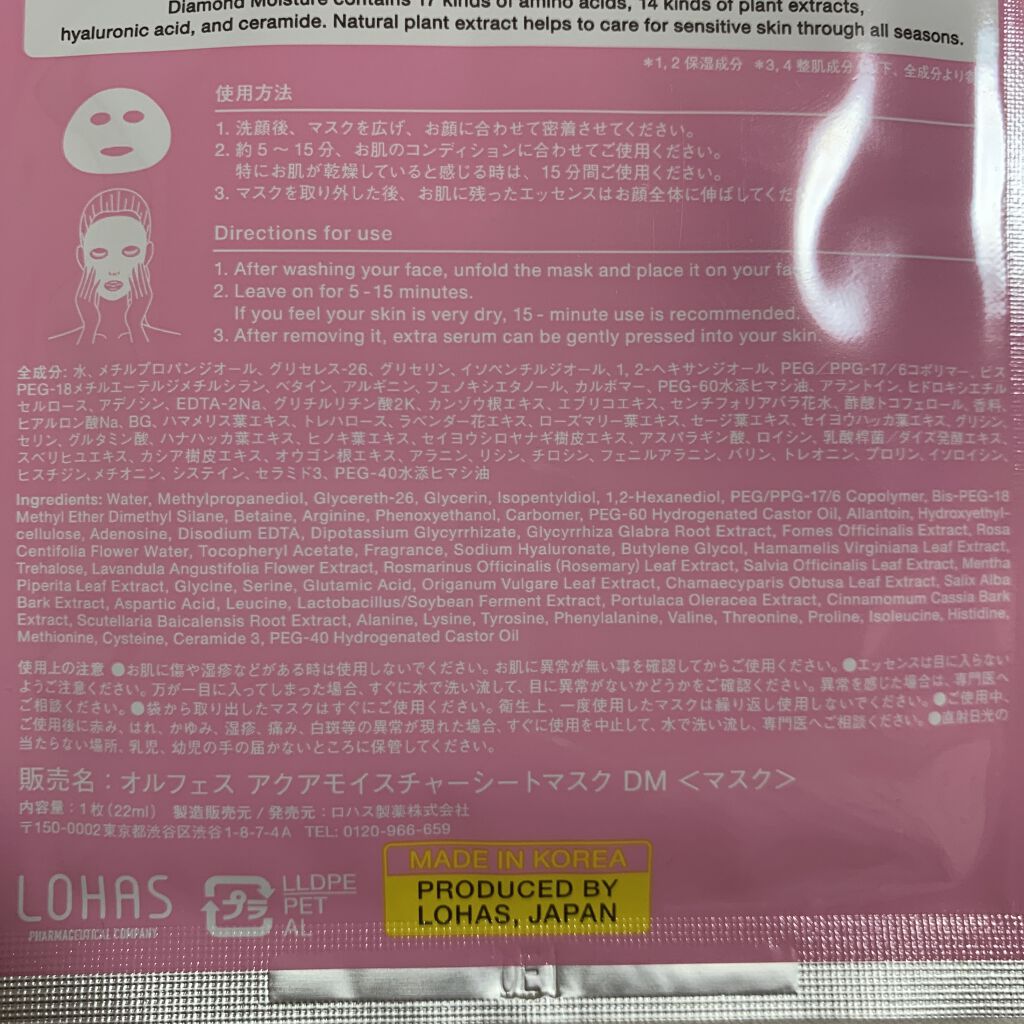 Diamond Moisture contains 17 kinds of amino acids, 14 kinds of plant extracts,
hyaluronic acid, and ceramide. Natural plant extract helps to care for sensitive skin through all seasons.
*1, 2 保湿成分 *3, 4 整肌成分 下、全成分より
使用方法
1. 洗顔後、マスクを広げ、お顔に合わせて密着させてください。
2. 約 5 ~ 15 分、お肌のコンディションに合わせてご使用ください。
特にお肌が乾燥していると感じる時は、15 分間ご使用ください。
3. マスクを取り外した後、お肌に残ったエッセンスはお顔全体に伸ばしてくだ
Directions for use
1. After washing your face, unfold the mask and place it on your fa
2. Leave on for 5 - 15 minutes.
If you feel your skin is very dry, 15 - minute use is recommended.
3. After removing it, extra serum can be gently pressed into your skin.
全成分: 水、メチルプロパンジオール、グリセレス-26、グリセリン、イソペンチルジオール、1, 2-ヘキサンジオール、PEG/PPG-17/6コポリマー、ビス
PEG-18メチルエーテルジメチルシラン、ベタイン、アルギニン、フェノキシエタノール、カルボマー、PEG-60水添ヒマシ油、アラントイン、ヒドロキシエチル
セルロース、アデノシン、EDTA-2Na、グリチルリチン酸2K、カンゾウ根エキス、エブリコエキス、センチフォリアバラ花水、酢酸トコフェロール、香料、
ヒアルロン酸Na、BG、ハマメリス葉エキス、トレハロース、ラベンダー花エキス、ローズマリー葉エキス、セージ葉エキス、セイヨウハッカ葉エキス、グリシン、
セリン、グルタミン酸、ハナハッカ葉エキス、ヒノキ葉エキス、セイヨウシロヤナギ樹皮エキス、アスパラギン酸、ロイシン、乳酸桿菌/ダイズ発酵エキス、
スベリヒユエキス、カシア樹皮エキス、オウゴン根エキス、アラニン、リシン、チロシン、フェニルアラニン、バリン、トレオニン、プロリン、イソロイシン、
ヒスチジン、メチオニン、システイン、セラミド3、PEG-40水添ヒマシ油
Ingredients: Water, Methylpropanediol, Glycereth-26, Glycerin, Isopentyldiol, 1,2-Hexanediol, PEG/PPG-17/6 Copolymer, Bis-PEG-18
Methyl Ether Dimethyl Silane, Betaine, Arginine, Phenoxyethanol, Carbomer, PEG-60 Hydrogenated Castor Oil, Allantoin, Hydroxyethyl-
cellulose, Adenosine, Disodium EDTA, Dipotassium Glycyrrhizate, Glycyrrhiza Glabra Root Extract, Fomes Officinalis Extract, Rosa
Centifolia Flower Water, Tocopheryl Acetate, Fragrance, Sodium Hyaluronate, Butylene Glycol, Hamamelis Virginiana Leaf Extract,
Trehalose, Lavandula Angustifolia Flower Extract, Rosmarinus Officinalis (Rosemary) Leaf Extract, Salvia Officinalis Leaf Extract, Mentha
Piperita Leaf Extract, Glycine, Serine, Glutamic Acid, Origanum Vulgare Leaf Extract, Chamaecyparis Obtusa Leaf Extract, Salix Alba
Bark Extract, Aspartic Acid, Leucine, Lactobacillus/Soybean Ferment Extract, Portulaca Oleracea Extract, Cinnamomum Cassia Bark
Extract, Scutellaria Baicalensis Root Extract, Alanine, Lysine, Tyrosine, Phenylalanine, Valine, Threonine, Proline, Isoleucine, Histidine,
Methionine, Cysteine, Ceramide 3, PEG-40 Hydrogenated Castor Oil
使用上の注意 ●お肌に傷や湿疹などがある時は使用しないでください。お肌に異常が無い事を確認してからご使用ください。●エッセンスは目に入らない
ようご注意ください。万が一目に入ってしまった場合、すぐに水で洗い流して、目に異常がないかどうかをご確認ください。異常を感じた場合は、専門医へ
ご相談ください。●袋から取り出したマスクはすぐにご使用ください。衛生上、一度使用したマスクは繰り返し使用しないでください。●ご使用中、
ご使用後に赤み、はれ、かゆみ、湿疹、痛み、白斑等の異常が現れた場合、すぐに使用を中止して、水で洗い流し、専門医へご相談ください。●直射日光の
当たらない場所、乳児、幼児の手の届かないところに保管してください。
販売名：オルフェス アクアモイスチャーシートマスク DM <マスク>
内容量：1枚(22ml) 製造販売元 / 発売元：ロハス製薬株式会社
〒150-0002東京都渋谷区渋谷1-8-7-4A TEL: 0120-966-659
LOHAS
PHARMACEUTICAL COMPANY
プラ
LLDPE
PET
AL
MADE IN KOREA
PRODUCED BY
LOHAS, JAPAN